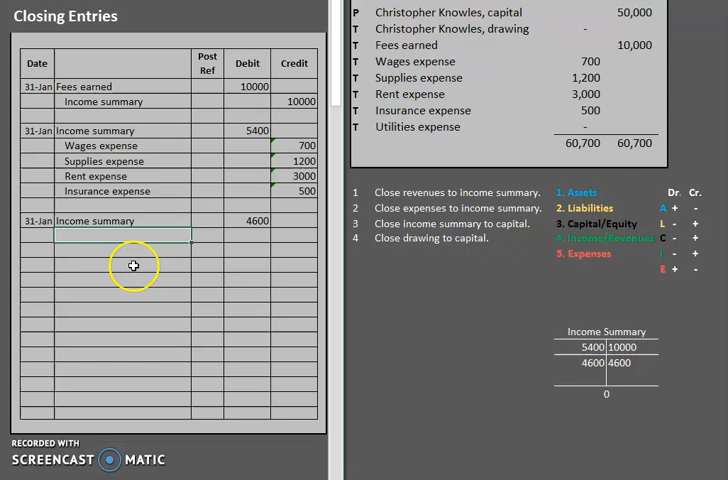 Closing Entries
Date Post Ref Debit Credit
31-Jan Fees earned 10000
Income summary 10000
31-Jan Income summary 5400
Wages expense 700
Supplies expense 1200
Rent expense 3000
Insurance expense 500
31-Jan Income summary 4600
RECORDED WITH
SCREENCAST MATIC
P Christopher Knowles, capital 50,000
T Christopher Knowles, drawing -
T Fees earned 10,000
T Wages expense 700
T Supplies expense 1,200
T Rent expense 3,000
T Insurance expense 500
T Utilities expense -
60,700 60,700
1 Close revenues to income summary.
2 Close expenses to income summary.
3 Close income summary to capital.
4 Close drawing to capital.
1. Assets Dr. Cr.
2. Liabilities A + -
3. Capital/Equity L - +
4. Income/Revenues C - +
5. Expenses I - +
E + -
Income Summary
5400 10000
4600 4600
0